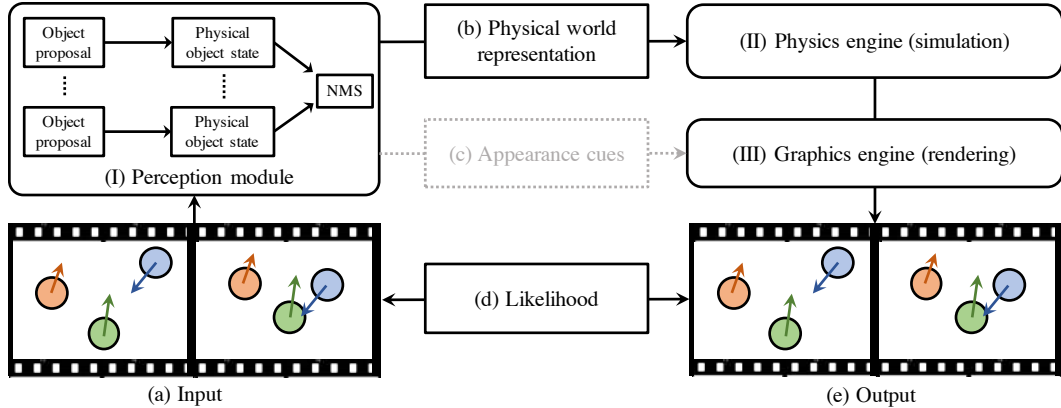 Object
proposal
Physical
object state
NMS
Object
proposal
Physical
object state
(I) Perception module
(b) Physical world
representation
(II) Physics engine (simulation)
(c) Appearance cues
(III) Graphics engine (rendering)
(d) Likelihood
(a) Input
(e) Output